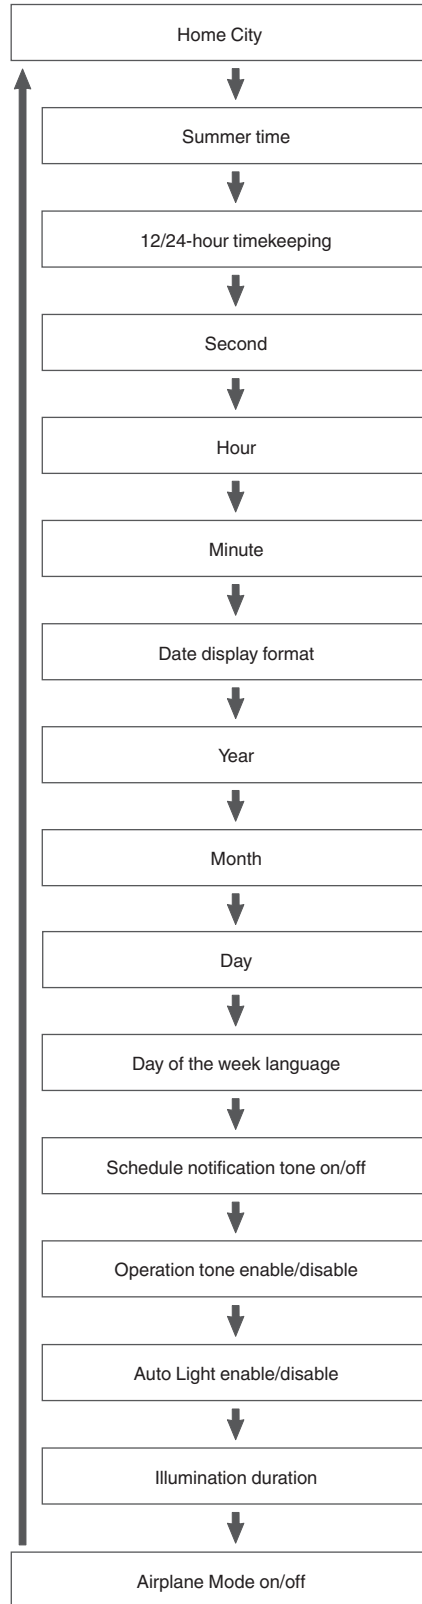 Home City
Summer time
12/24-hour timekeeping
Second
Hour
Minute
Date display format
Year
Month
Day
Day of the week language
Schedule notification tone on/off
Operation tone enable/disable
Auto Light enable/disable
Illumination duration
Airplane Mode on/off